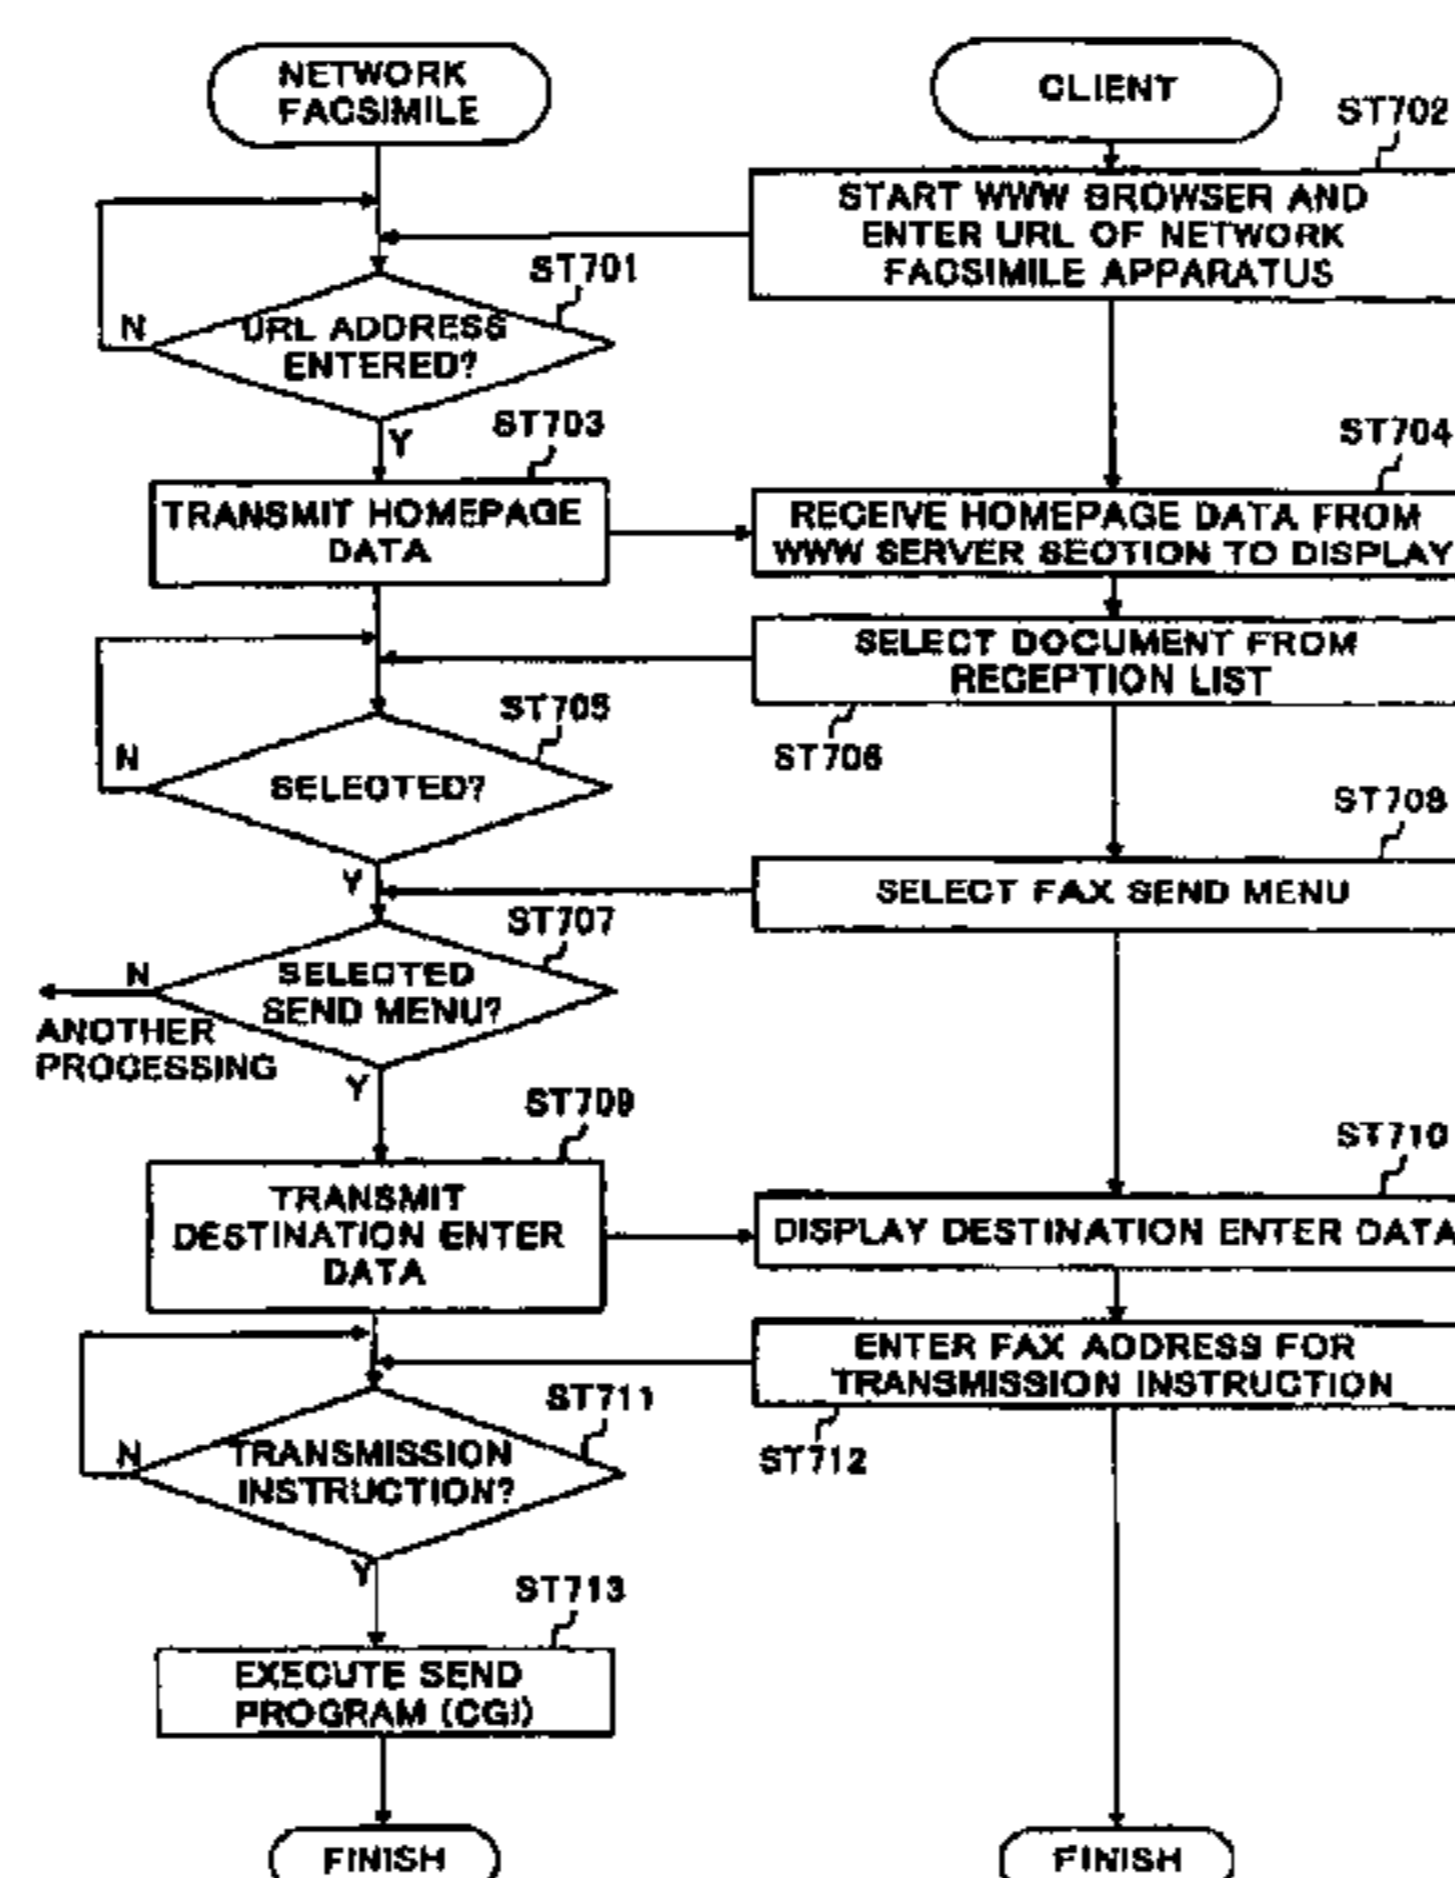 NETWORK
FACSIMILE
CLIENT
ST702
START WWW BROWSER AND
ENTER URL OF NETWORK
FACSIMILE APPARATUS
ST701
N
URL ADDRESS
ENTERED?
Y
ST703
TRANSMIT HOMEPAGE
DATA
ST704
RECEIVE HOMEPAGE DATA FROM
WWW SERVER SECTION TO DISPLAY
SELECT DOCUMENT FROM
RECEPTION LIST
ST706
ST705
N
SELECTED?
Y
ST708
SELECT FAX SEND MENU
ST707
N
SELECTED
SEND MENU?
ANOTHER
PROCESSING
Y
ST709
TRANSMIT
DESTINATION ENTER
DATA
ST710
DISPLAY DESTINATION ENTER DATA
ENTER FAX ADDRESS FOR
TRANSMISSION INSTRUCTION
ST712
ST711
N
TRANSMISSION
INSTRUCTION?
Y
ST713
EXECUTE SEND
PROGRAM (CGI)
FINISH
FINISH